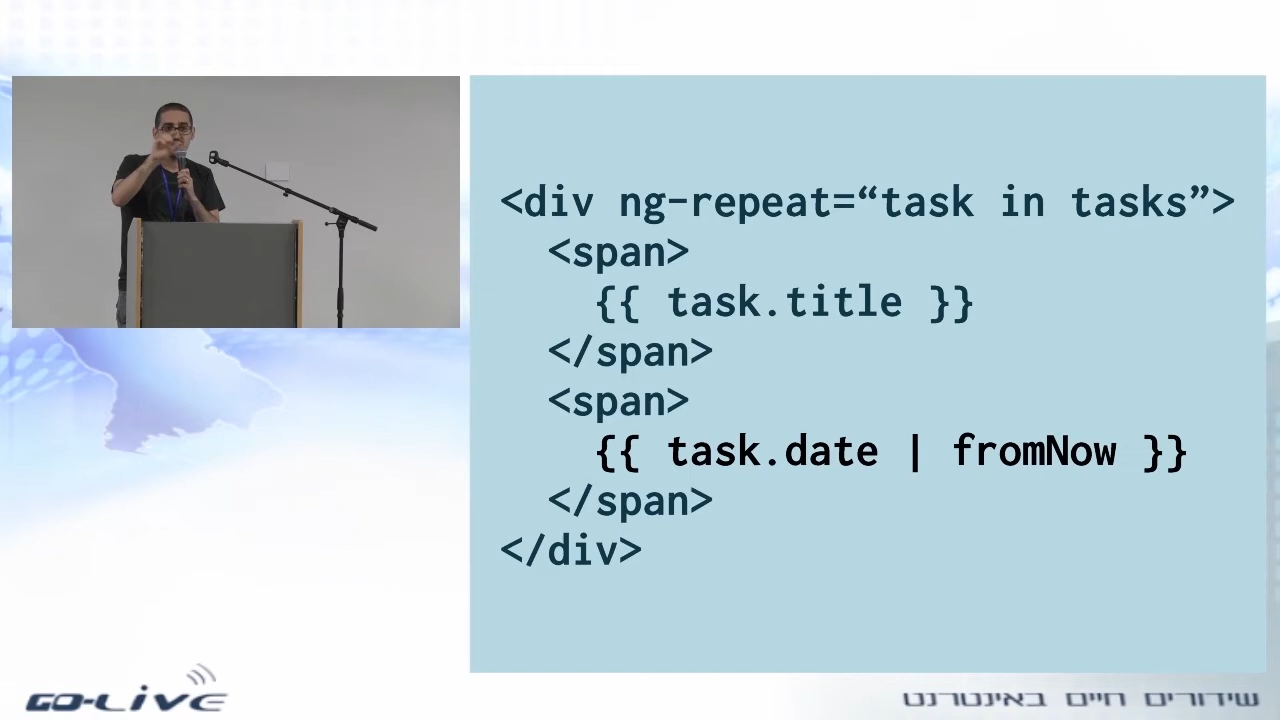 <div ng-repeat=“task in tasks”>
<span>
{{ task.title }}
</span>
<span>
{{ task.date | fromNow }}
</span>
</div>
GO-LIVE
שידורים חיים באינטרנט